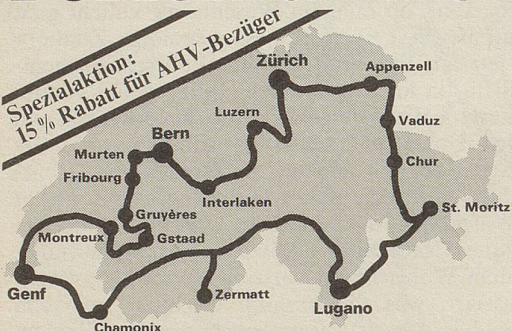 Spezialaktion:
15% Rabatt für AHV-Bezüger
Zürich
Appenzell
Luzern
Vaduz
Bern
Murten
Chur
Fribourg
Interlaken
St. Moritz
Gruyères
Montreux
Gstaad
Genf
Zermatt
Lugano
Chamonix